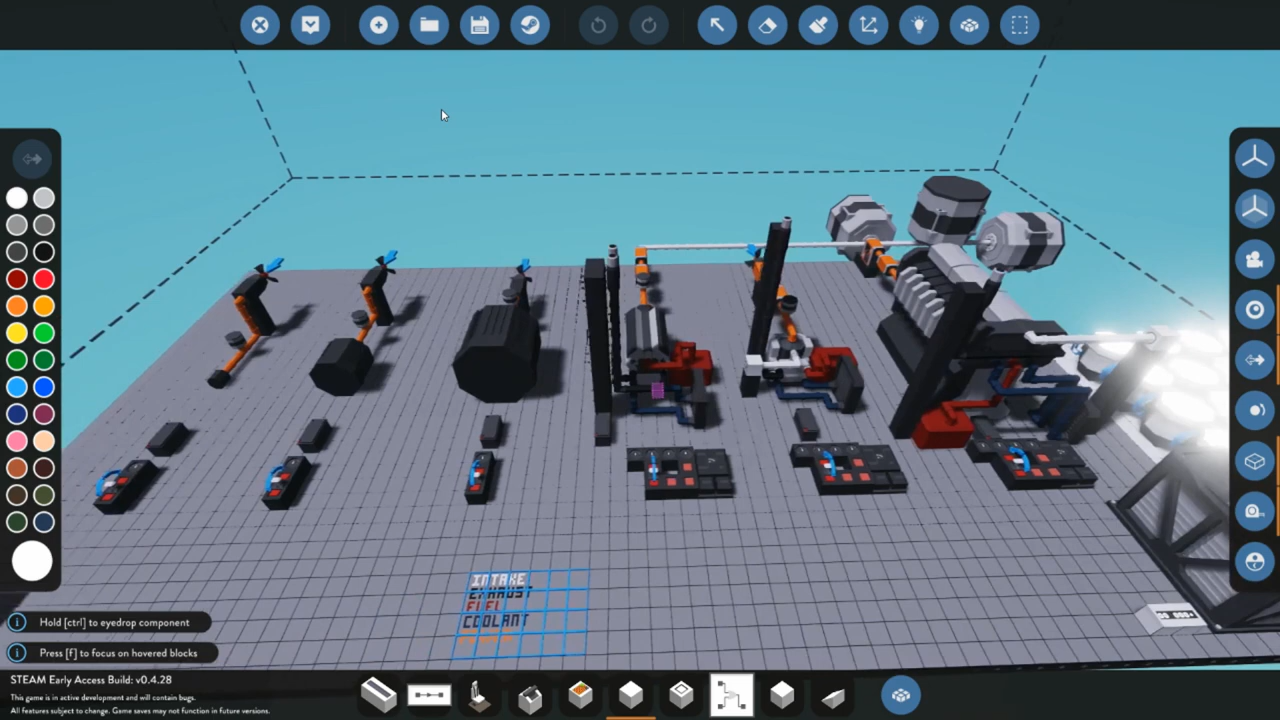 INTAKE
EXHAUST
FUEL
COOLANT
Hold [ctrl] to eyedrop component
Press [f] to focus on hovered blocks
STEAM Early Access Build: v0.4.28
This game is in active development and will contain bugs.
All features subject to change. Game saves may not function in future versions.